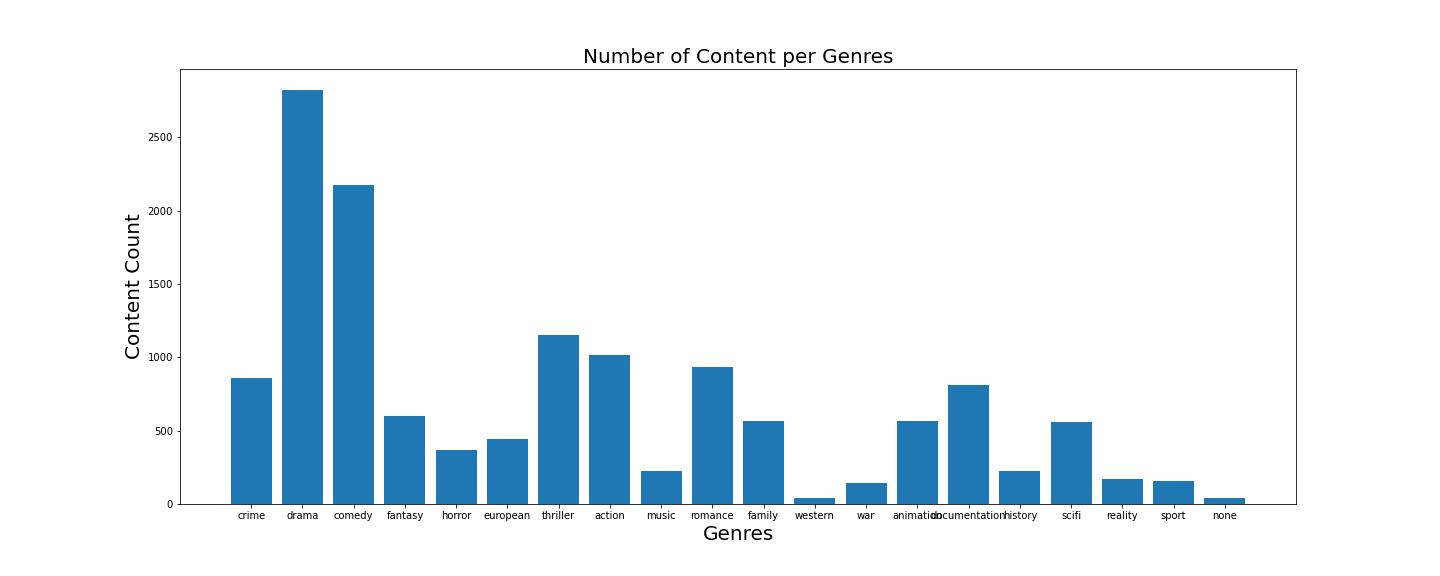 Number of Content per Genres
2500
2000
1500
1000
500
0
Content Count
crime drama comedy fantasy horror european thriller action music romance family western war animation documentation history scifi reality sport none
Genres